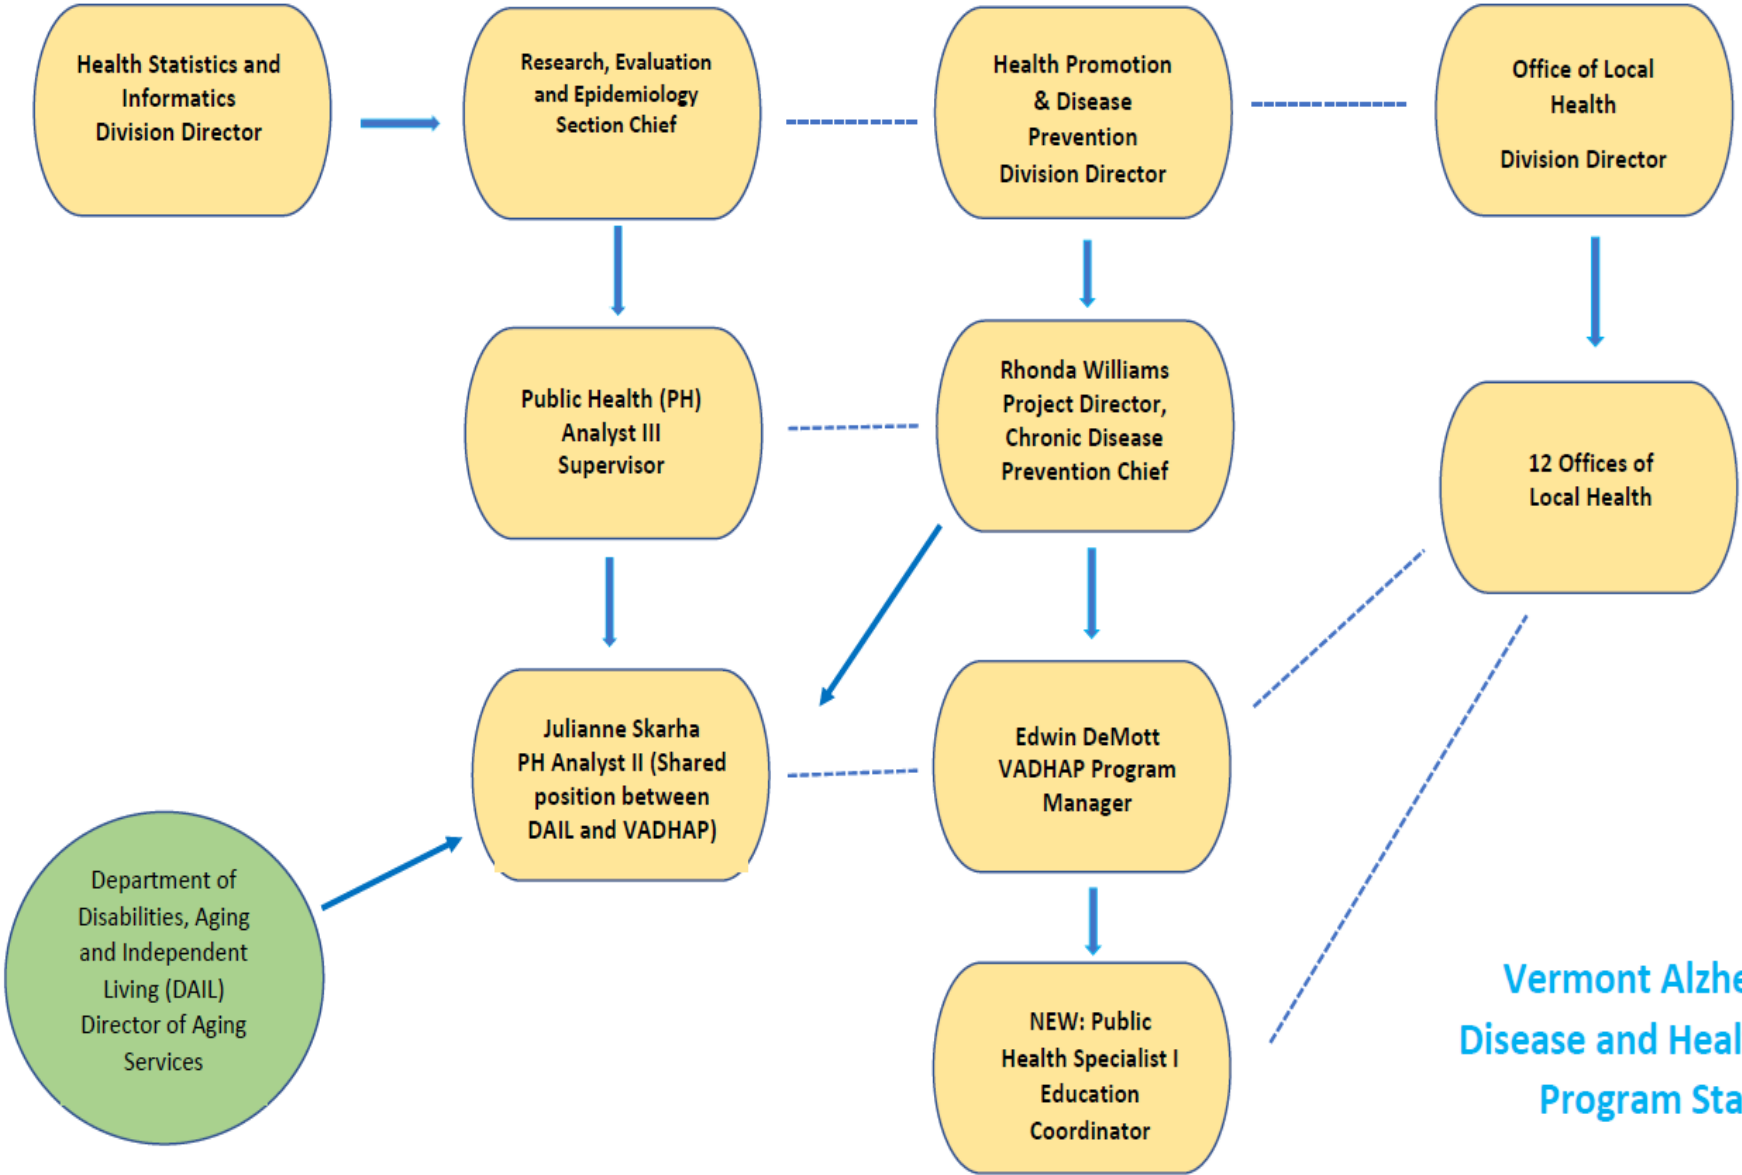 Health Statistics and
Informatics
Division Director
Research, Evaluation
and Epidemiology
Section Chief
Health Promotion
& Disease
Prevention
Division Director
Office of Local
Health
Division Director
Public Health (PH)
Analyst III
Supervisor
Rhonda Williams
Project Director,
Chronic Disease
Prevention Chief
12 Offices of
Local Health
Julianne Skarha
PH Analyst II (Shared
position between
DAIL and VADHAP)
Edwin DeMott
VADHAP Program
Manager
Department of
Disabilities, Aging
and Independent
Living (DAIL)
Director of Aging
Services
NEW: Public
Health Specialist I
Education
Coordinator
Vermont
Disease and
Program